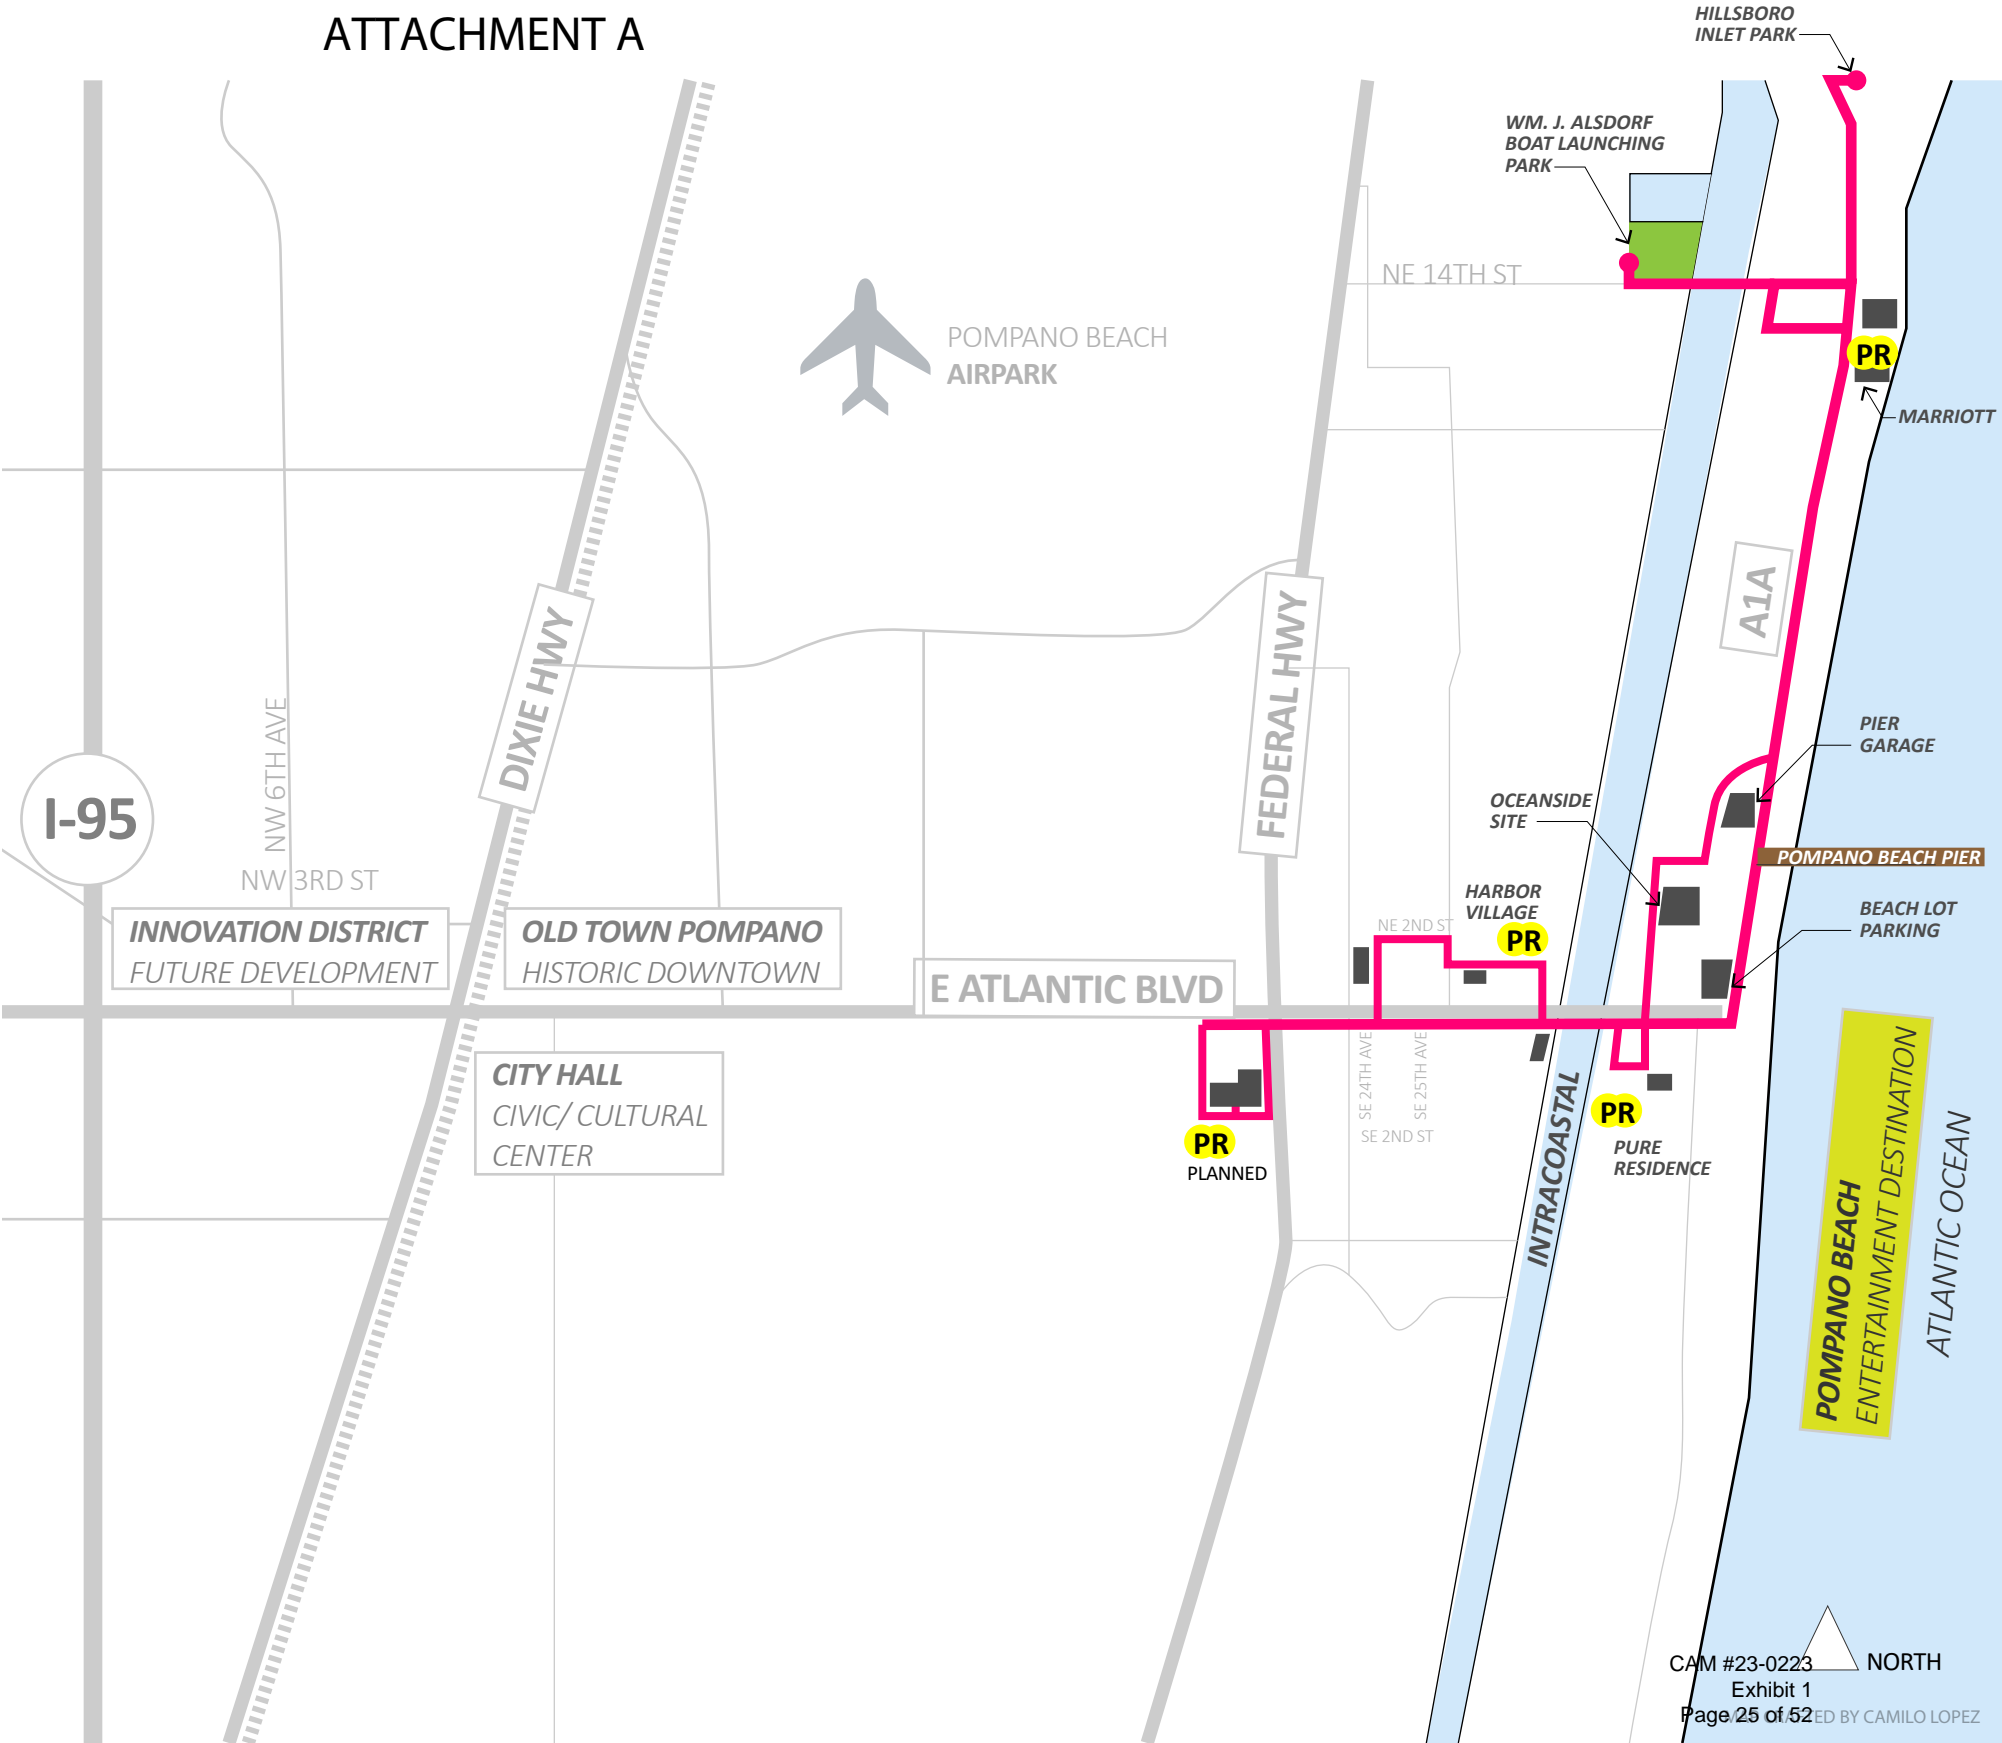 ATTACHMENT A
HILLSBORO
INLET PARK
WM. J. ALSDORF
BOAT LAUNCHING
PARK
NE 14TH ST
POMPANO BEACH
AIRPARK
PR
MARRIOTT
A1A
DIXIE HWY
FEDERAL HWY
NW 6TH AVE
I-95
PIER
GARAGE
OCEANSIDE
SITE
POMPANO BEACH PIER
NW 3RD ST
HARBOR
VILLAGE
NE 2ND ST
PR
BEACH LOT
PARKING
INNOVATION DISTRICT
FUTURE DEVELOPMENT
OLD TOWN POMPANO
HISTORIC DOWNTOWN
E ATLANTIC BLVD
CITY HALL
CIVIC/ CULTURAL
CENTER
SE 24TH AVE
SE 25TH AVE
SE 2ND ST
PR
PLANNED
PR
PURE
RESIDENCE
INTRACOASTAL
POMPANO BEACH
ENTERTAINMENT DESTINATION
ATLANTIC OCEAN
NORTH
CAM #23-0223
Exhibit 1
Page 25 of 52
BY CAMILO LOPEZ